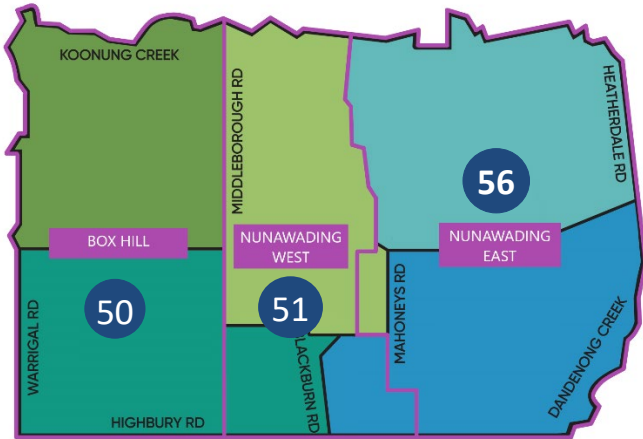 KOONUNG CREEK
MIDDLEBOROUGH RD
HEATHERDALE RD
56
BOX HILL
NUNAWADING
WEST
NUNAWADING
EAST
50
51
WARRIGAL RD
MAHONEYS RD
LACKBURN RD
DANDENONG CREEK
HIGHBURY RD